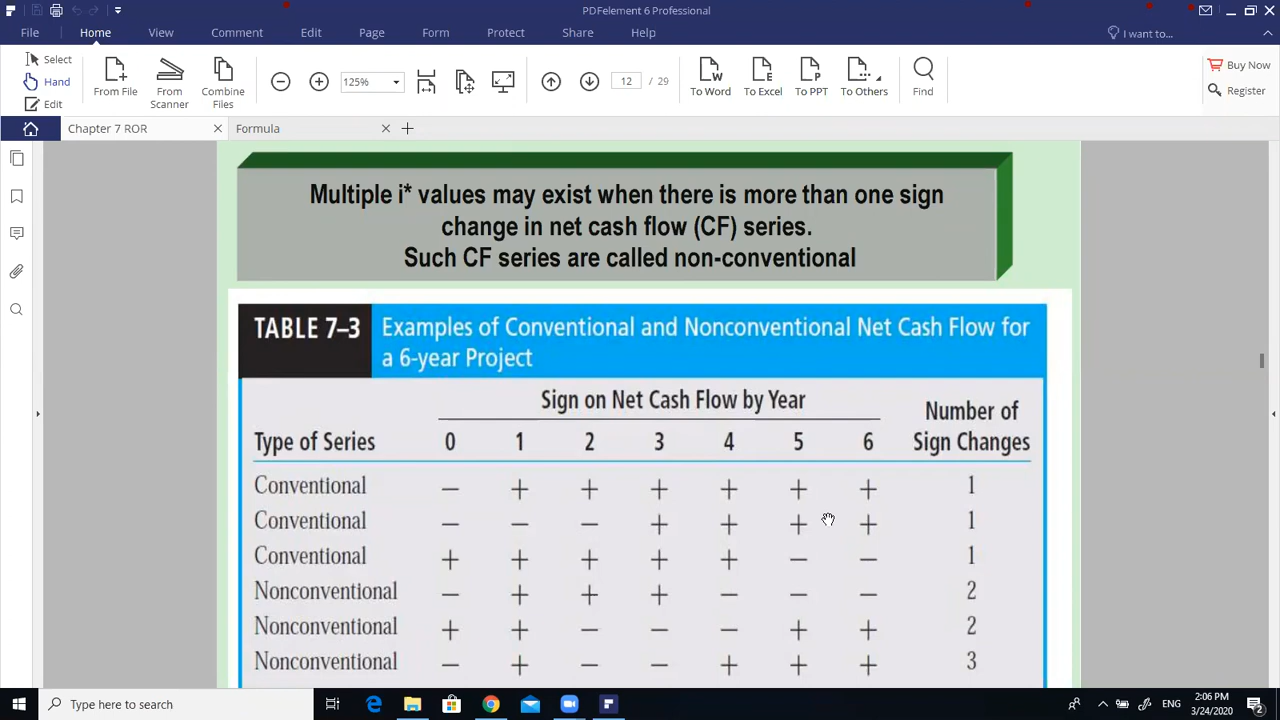 PDFelement 6 Professional
File Home View Comment Edit Page Form Protect Share Help I want to...
Select
Hand
Edit
From File
From Scanner
Combine Files
125%
12 / 29
To Word
To Excel
To PPT
To Others
Find
Buy Now
Register
Chapter 7 ROR
Formula
Multiple i* values may exist when there is more than one sign
change in net cash flow (CF) series.
Such CF series are called non-conventional
TABLE 7–3 Examples of Conventional and Nonconventional Net Cash Flow for
a 6-year Project
Sign on Net Cash Flow by Year
Number of
Type of Series 0 1 2 3 4 5 6 Sign Changes
Conventional − + + + + + + 1
Conventional − − − + + + + 1
Conventional + + + + + − − 1
Nonconventional − + + + − − − 2
Nonconventional + + − − − + + 2
Nonconventional − + − − + + + 3
Type here to search
ENG
2:06 PM
3/24/2020
2